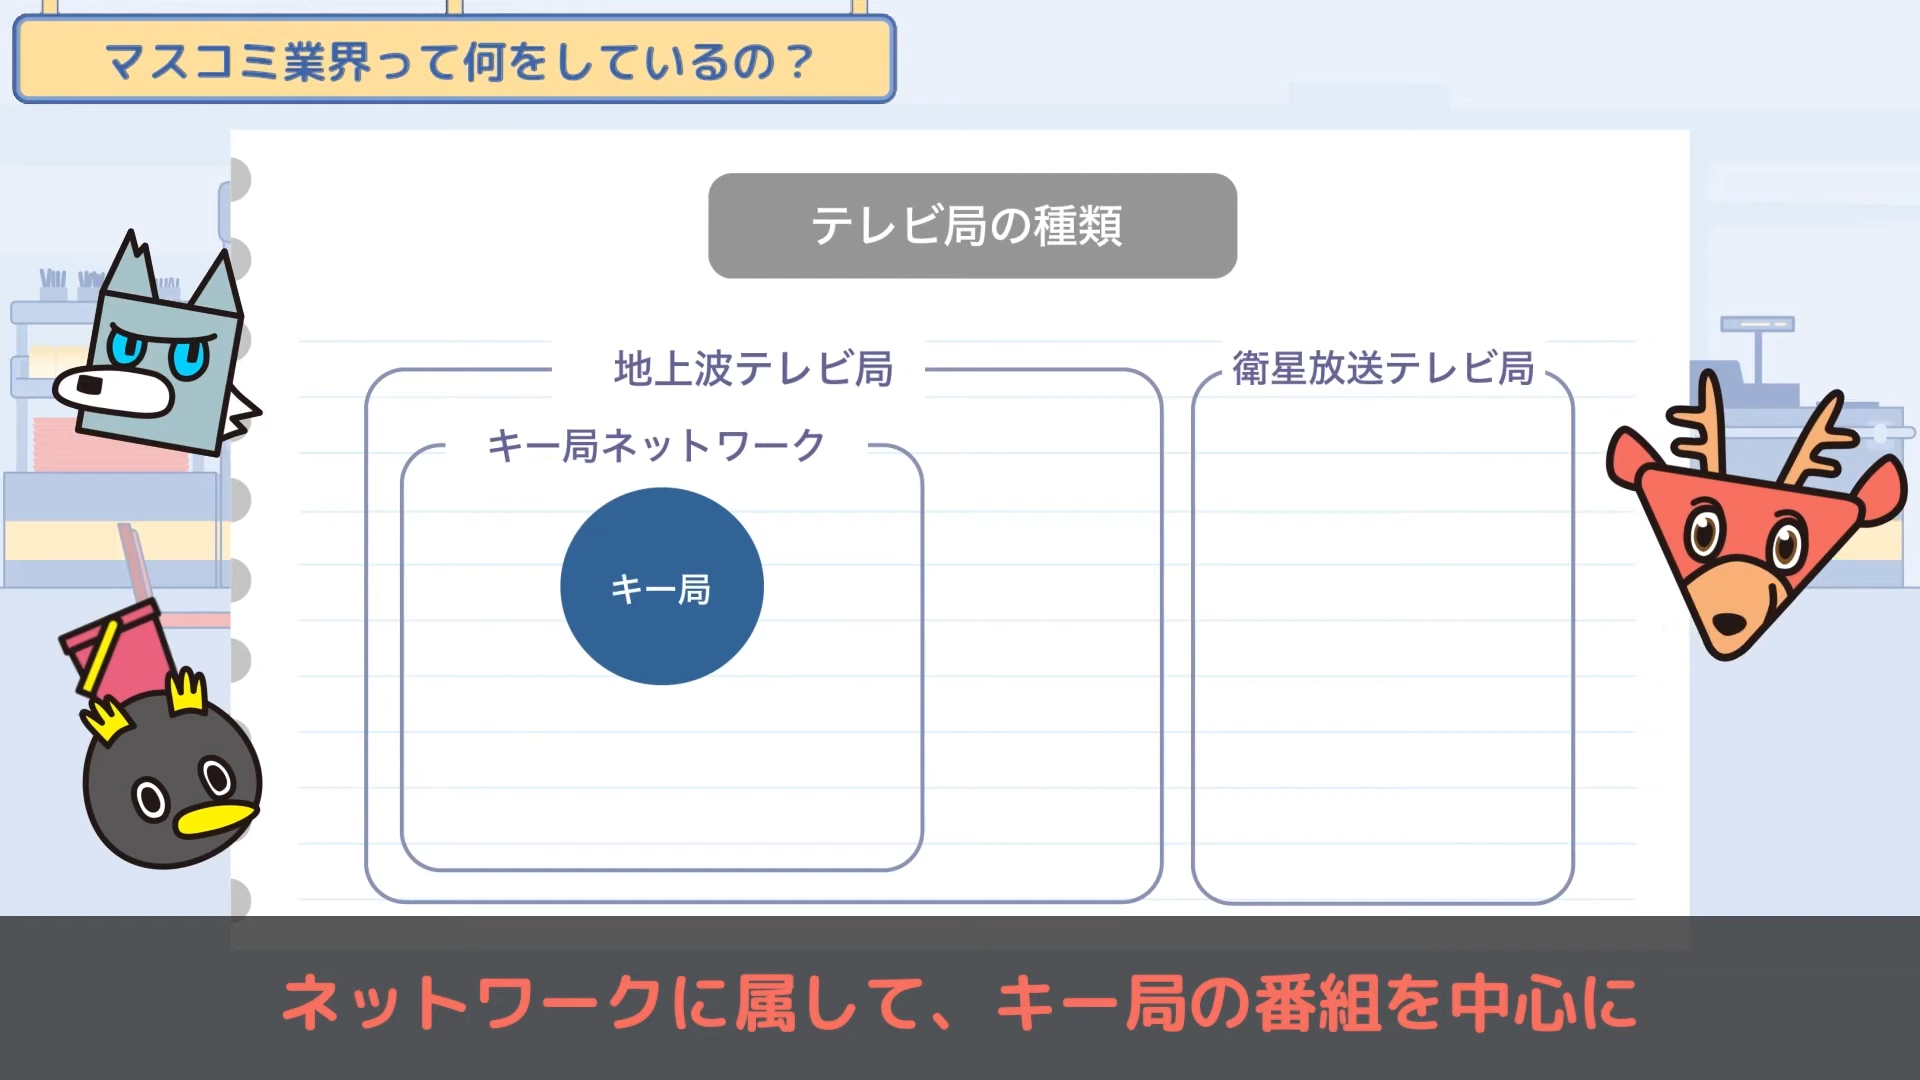 マスコミ業界って何をしているの？
テレビ局の種類
地上波テレビ局
衛星放送テレビ局
キー局ネットワーク
キー局
ネットワークに属して、キー局の番組を中心に